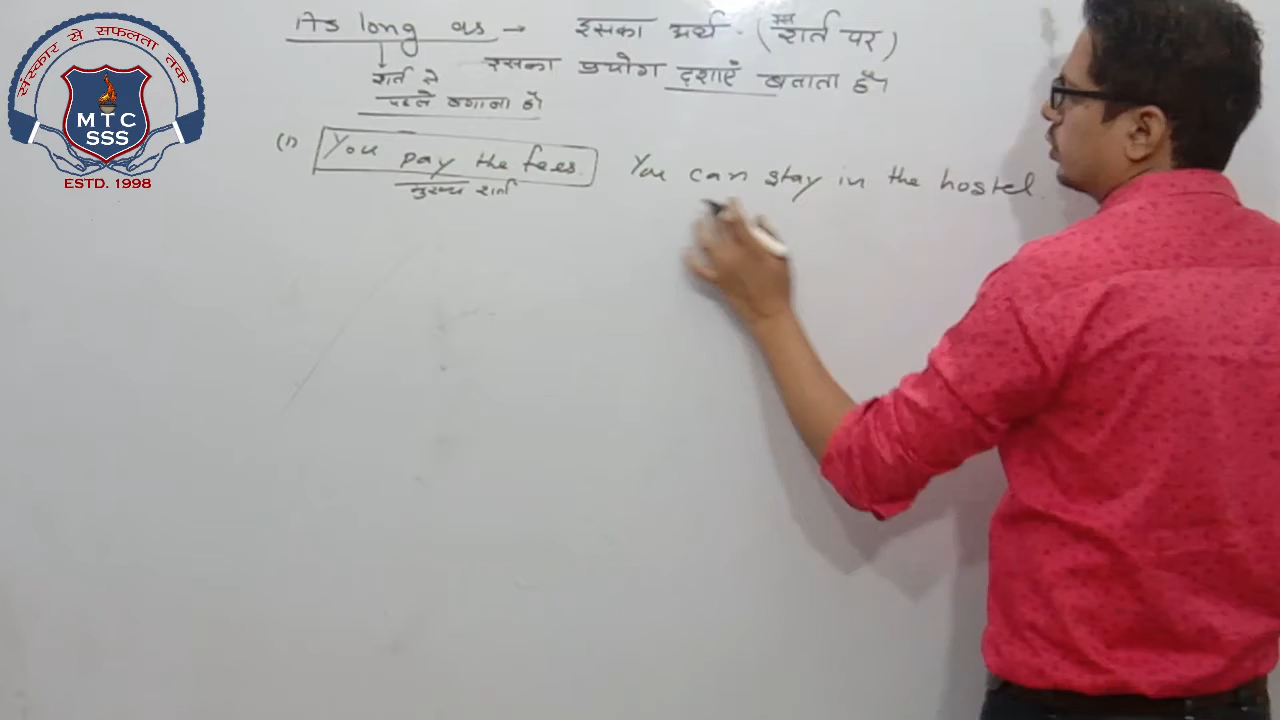 संस्कार से सफलता तक
MTC
SSS
ESTD. 1998
As long as → इसका अर्थ - (इस शर्त पर)
इसका प्रयोग दशाएँ बताता है।
शर्त से
पहले लगाना है।
(1) You pay the fees. You can stay in the hostel.
मुख्य शर्त